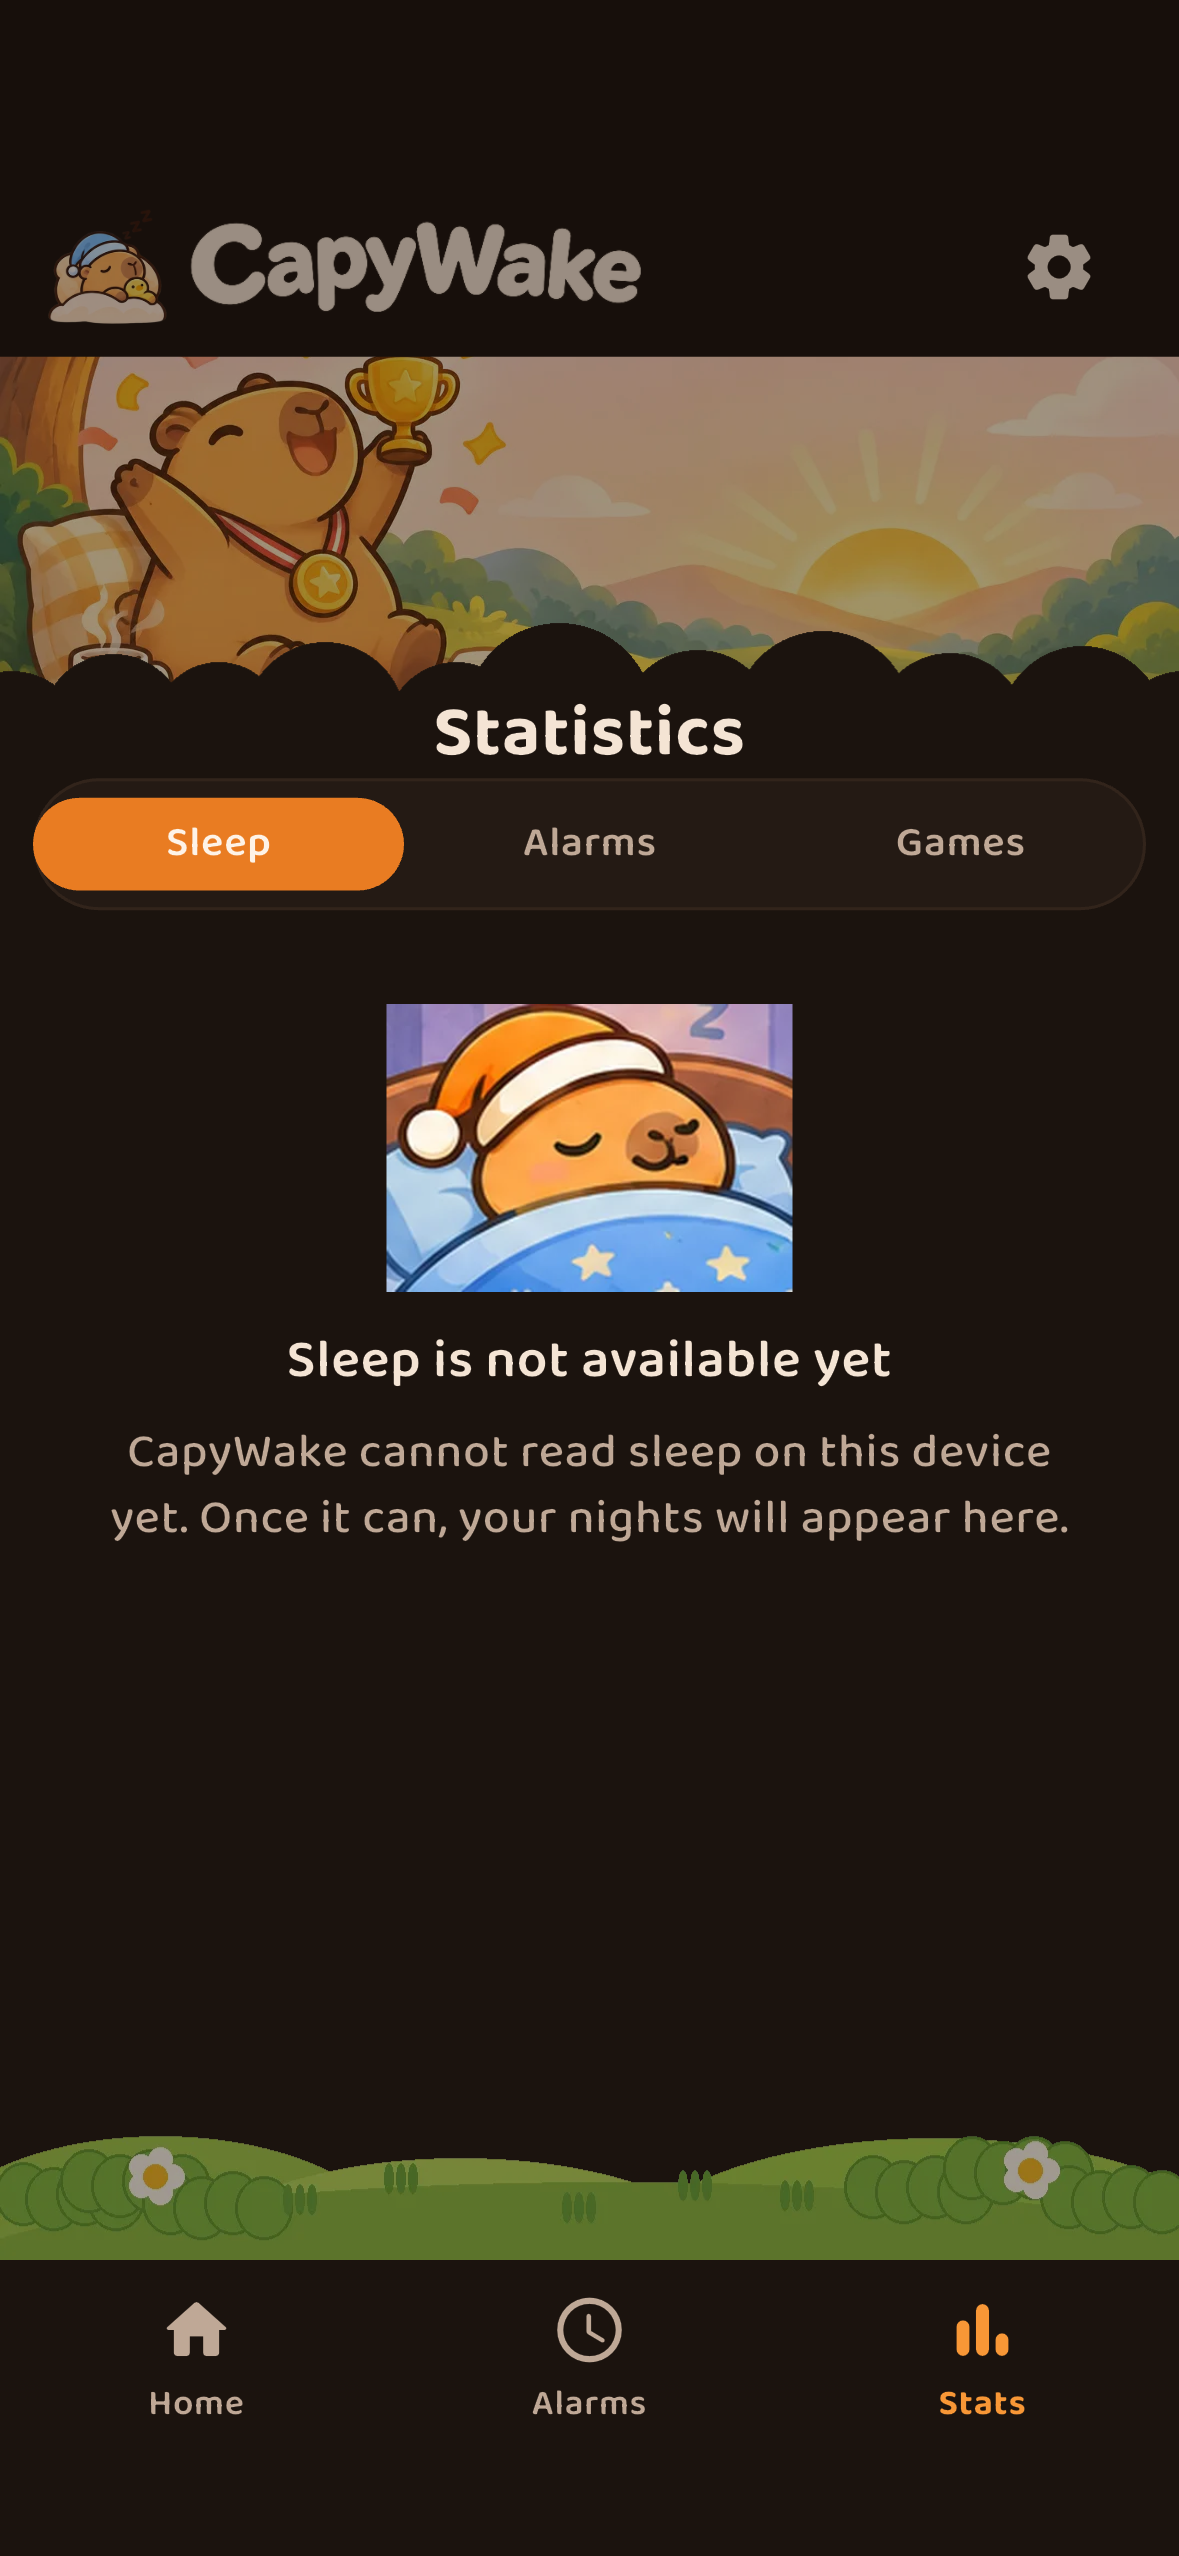 CapyWake
Statistics
Sleep
Alarms
Games
Z
Sleep is not available yet
CapyWake cannot read sleep on this device
yet. Once it can, your nights will appear here.
Home
Alarms
Stats